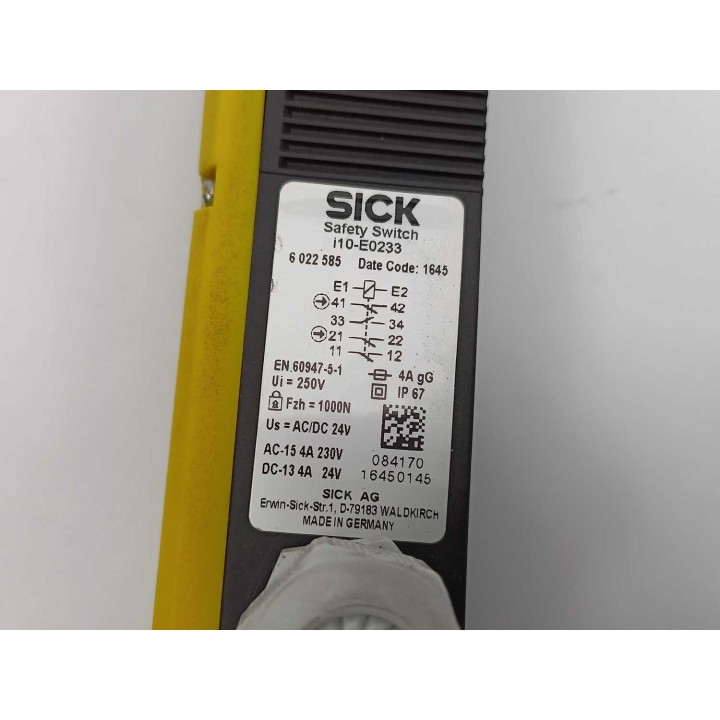 SICK
Safety Switch
i10-E0233
6 022 585 Date Code: 1645
E1 E2
41 42
33 34
21 22
11 12
EN 60947-5-1
Ui = 250V
4A gG
IP 67
Fzh = 1000N
Us = AC/DC 24V
AC-15 4A 230V
DC-13 4A 24V
084170
16450145
SICK AG
Erwin-Sick-Str.1, D-79183 WALDKIRCH
MADE IN GERMANY